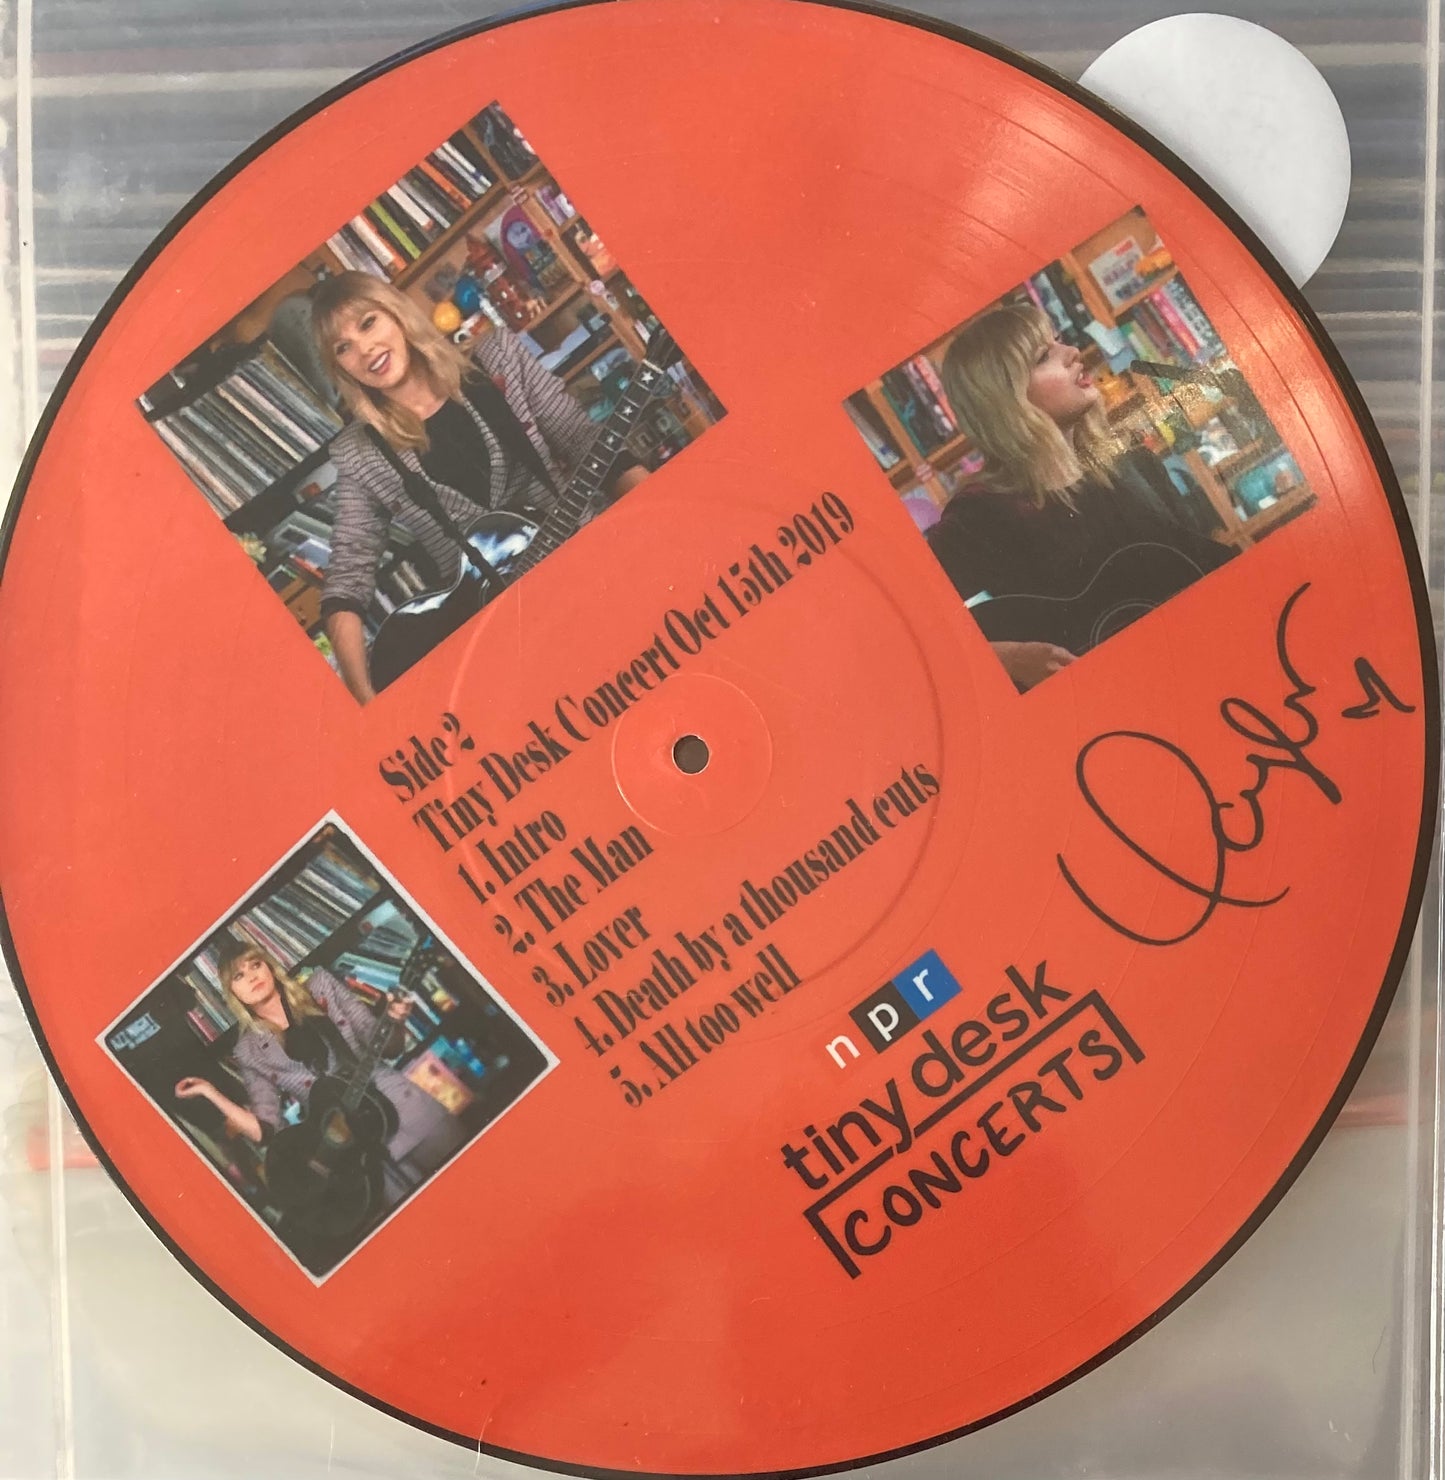 Side 2
Tiny Desk Concert Oct 15th 2019
1. Intro
2. The Man
3. Lover
4. Death by a thousand cuts
5. All too well
npr
tiny desk
CONCERTS
Taylor